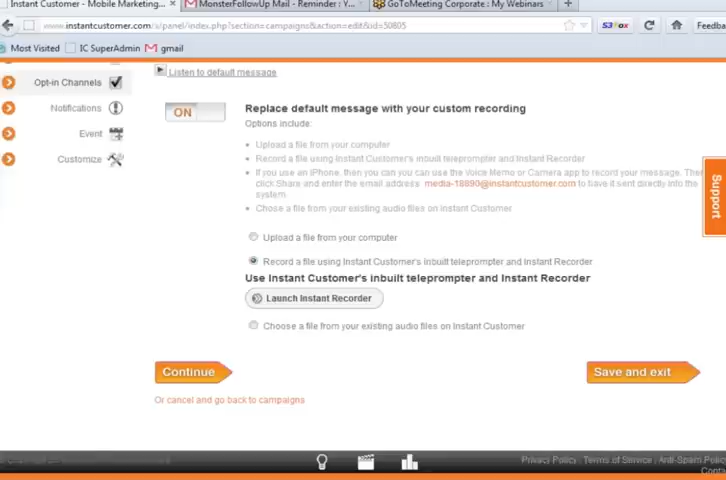 Instant Customer - Mobile Marketing...
MonsterFollowUp Mail - Reminder : Y...
GoToMeeting Corporate : My Webinars
www.instantcustomer.com/s/panel/index.php?section=campaigns&action=edit&id=50805
Feedba
Most Visited
IC SuperAdmin
gmail
Listen to default message
Opt-in Channels
Notifications
Event
Customize
ON
Replace default message with your custom recording
Options include:
Upload a file from your computer
Record a file using Instant Customer's inbuilt teleprompter and Instant Recorder
If you use an iPhone, then you can you can use the Voice Memo or Camera app to record your message. Then
click Share and enter the email address media-18890@instantcustomer.com to have it sent directly into the
system
Chose a file from your existing audio files on Instant Customer
Upload a file from your computer
Record a file using Instant Customer's inbuilt teleprompter and Instant Recorder
Use Instant Customer's inbuilt teleprompter and Instant Recorder
Launch Instant Recorder
Choose a file from your existing audio files on Instant Customer
Support
Continue
Save and exit
Or cancel and go back to campaigns
Privacy Policy : Terms of Service : Anti-Spam Policy
Conta